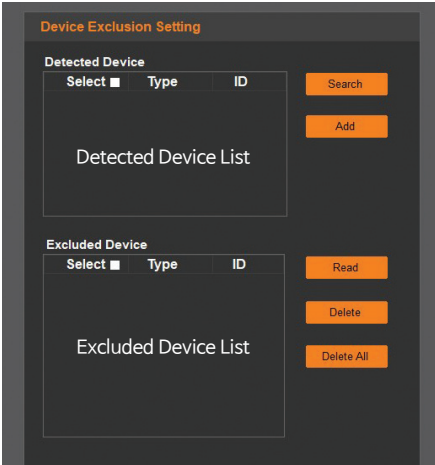 Device Exclusion Setting
Detected Device
Select Type ID
Search
Add
Detected Device List
Excluded Device
Select Type ID
Read
Delete
Excluded Device List
Delete All